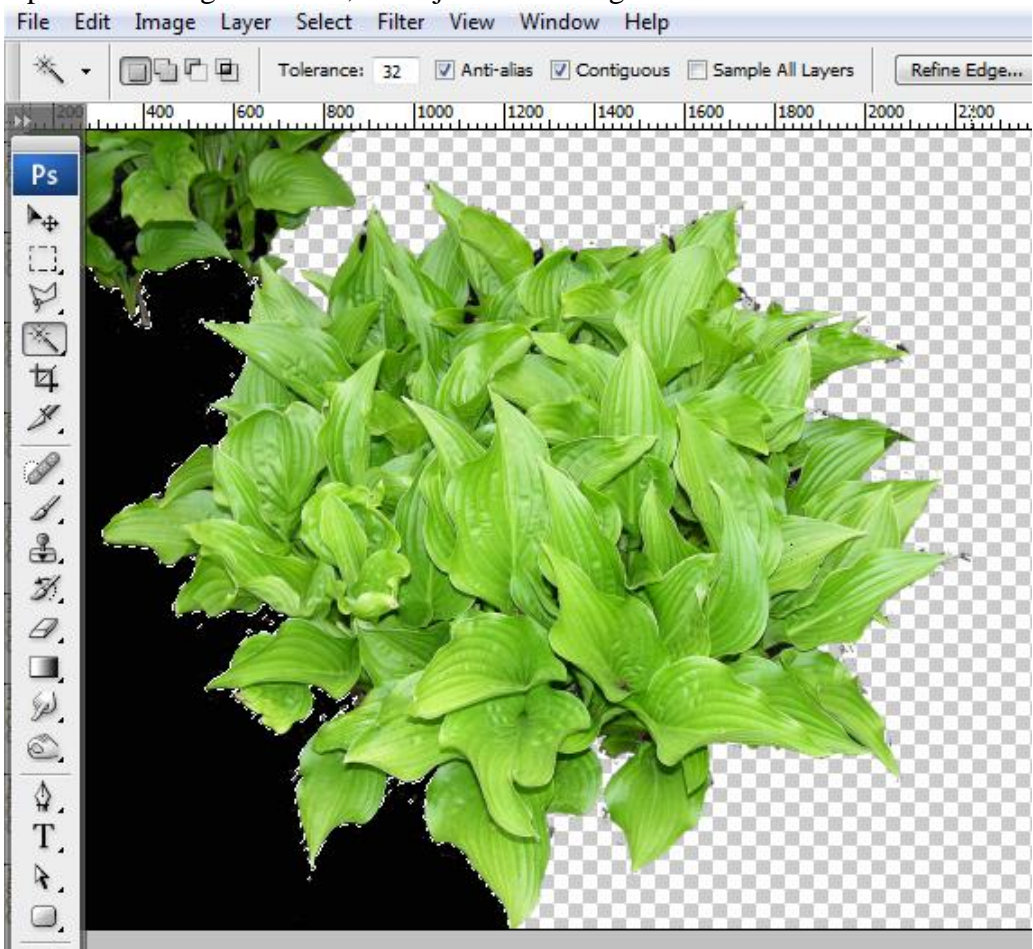 File Edit Image Layer Select Filter View Window Help
Tolerance: 32 Anti-alias Contiguous Sample All Layers Refine Edge...
200 400 600 800 1000 1200 1400 1600 1800 2000
Ps
T